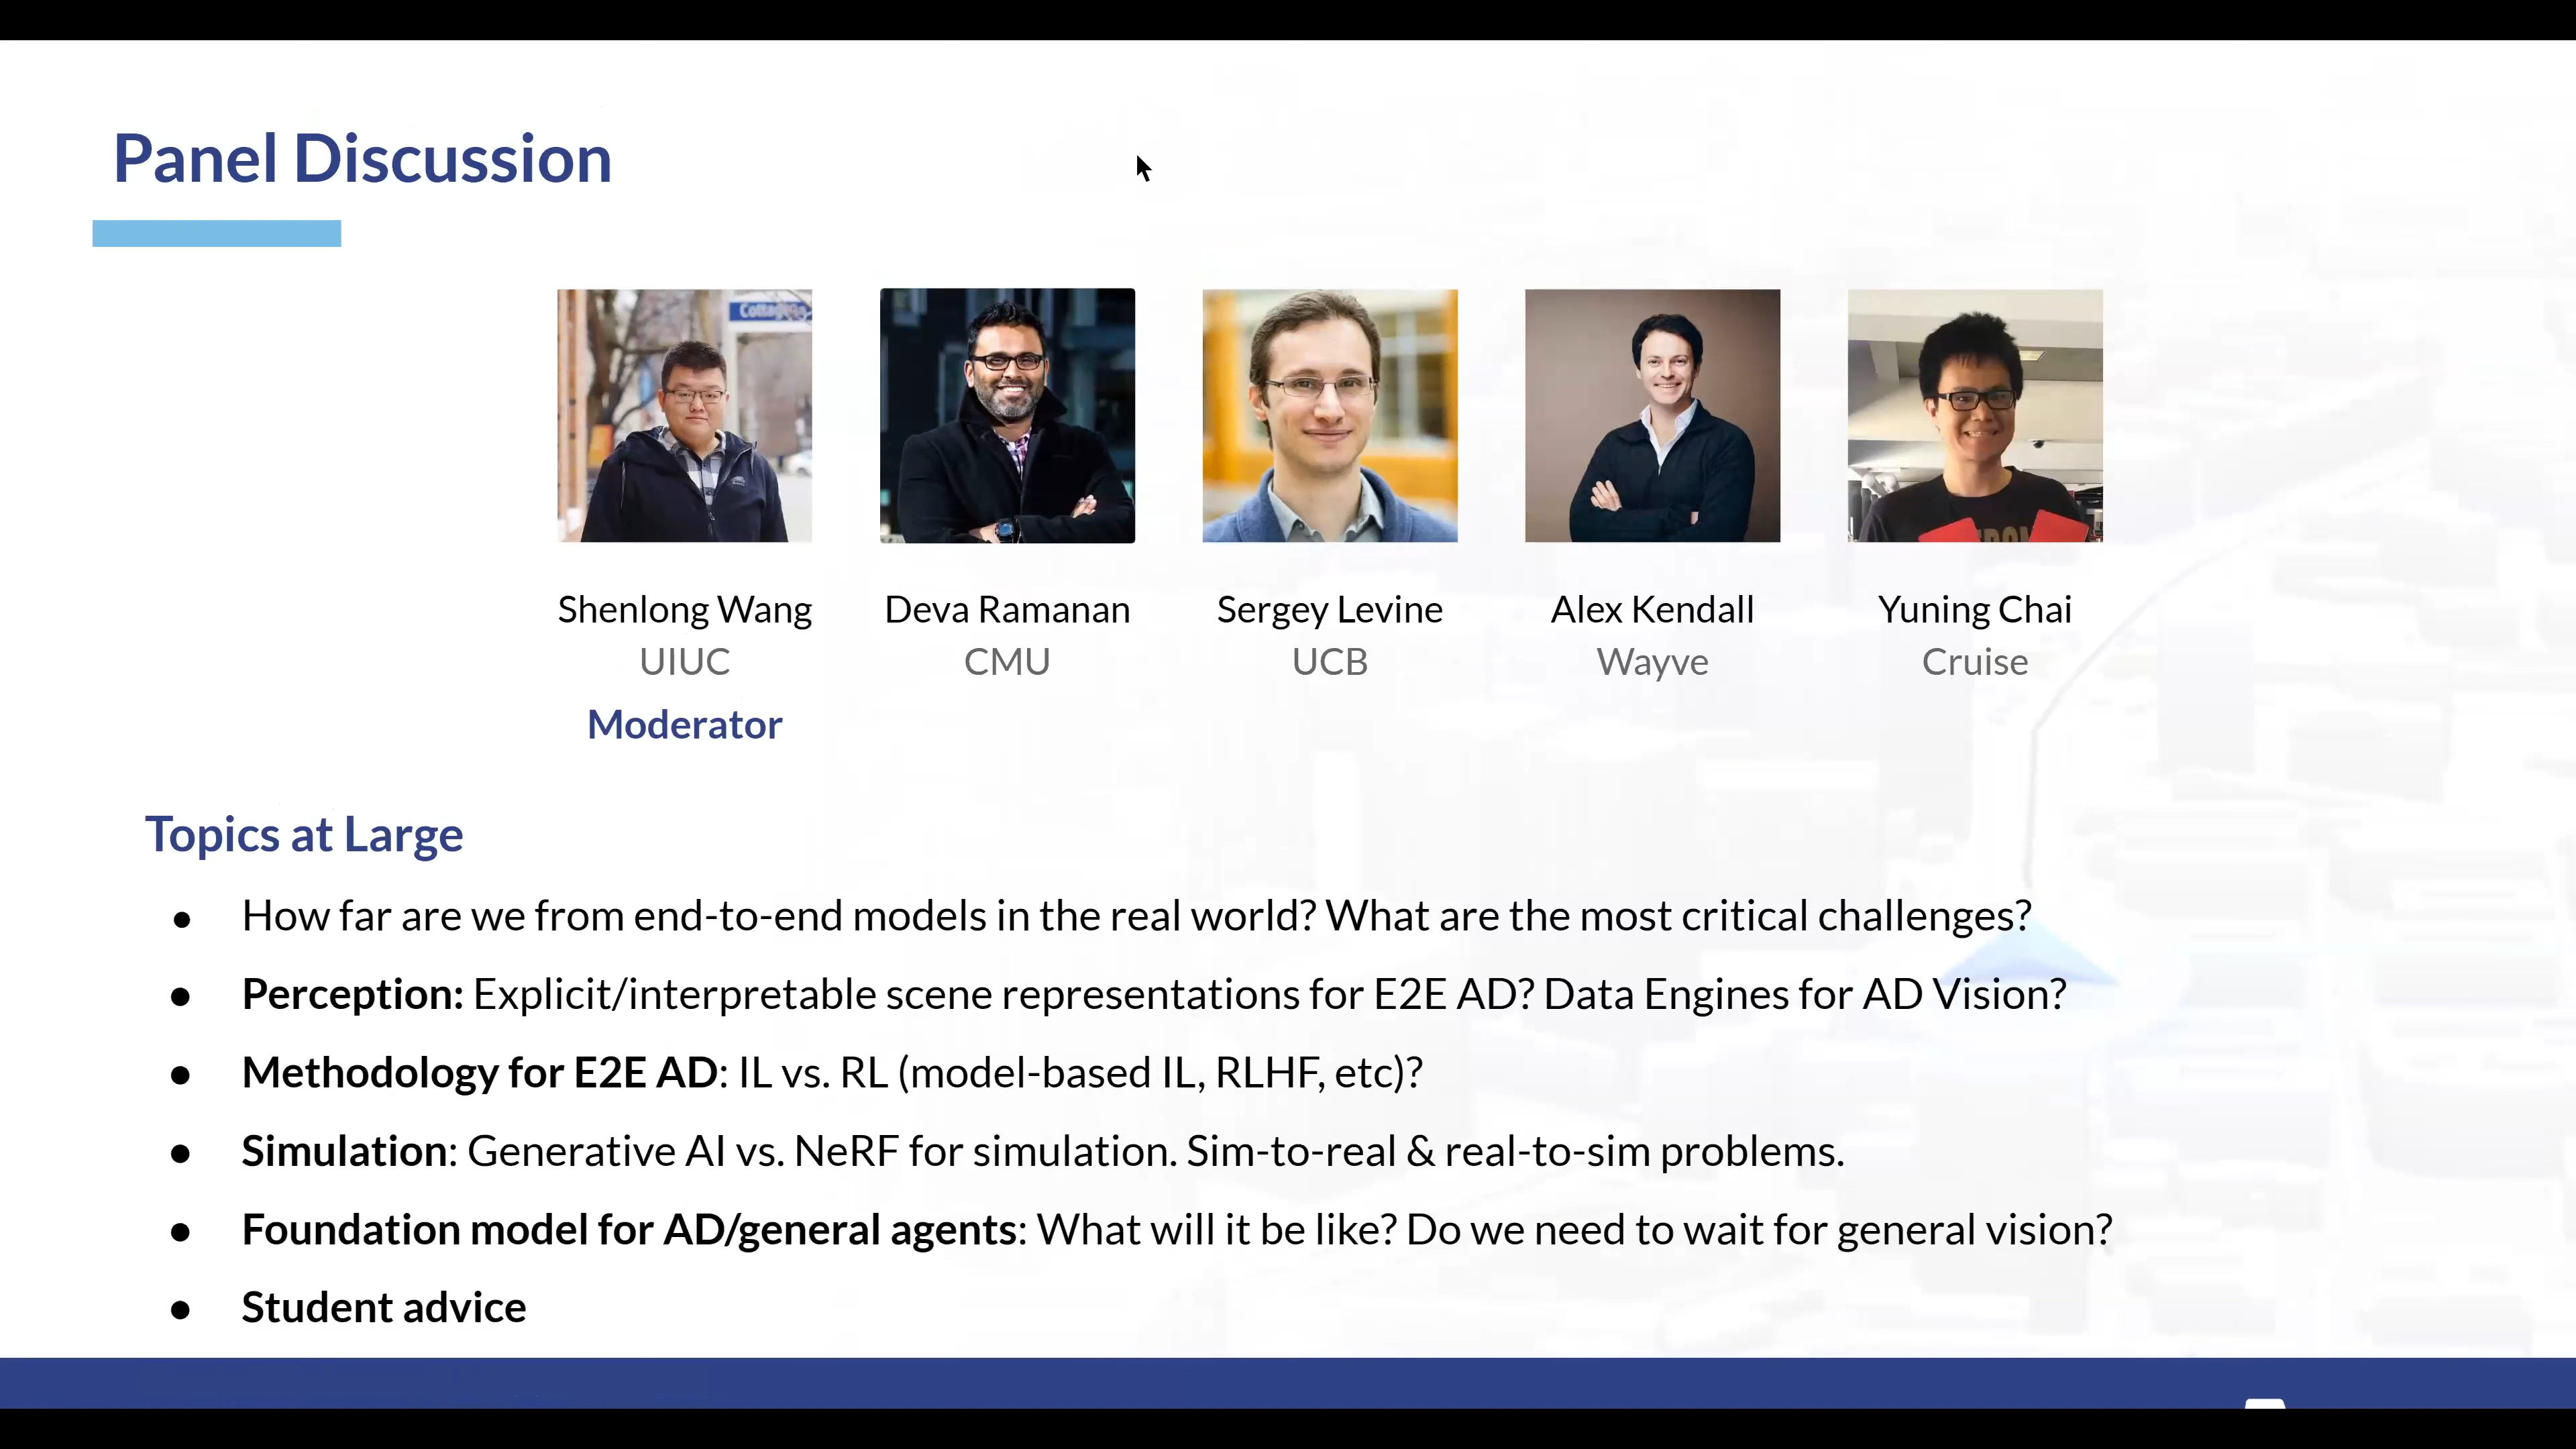 Panel Discussion
Shenlong Wang
UIUC
Moderator
Deva Ramanan
CMU
Sergey Levine
UCB
Alex Kendall
Wayve
Yuning Chai
Cruise
Topics at Large
● How far are we from end-to-end models in the real world? What are the most critical challenges?
● Perception: Explicit/interpretable scene representations for E2E AD? Data Engines for AD Vision?
● Methodology for E2E AD: IL vs. RL (model-based IL, RLHF, etc)?
● Simulation: Generative AI vs. NeRF for simulation. Sim-to-real & real-to-sim problems.
● Foundation model for AD/general agents: What will it be like? Do we need to wait for general vision?
● Student advice